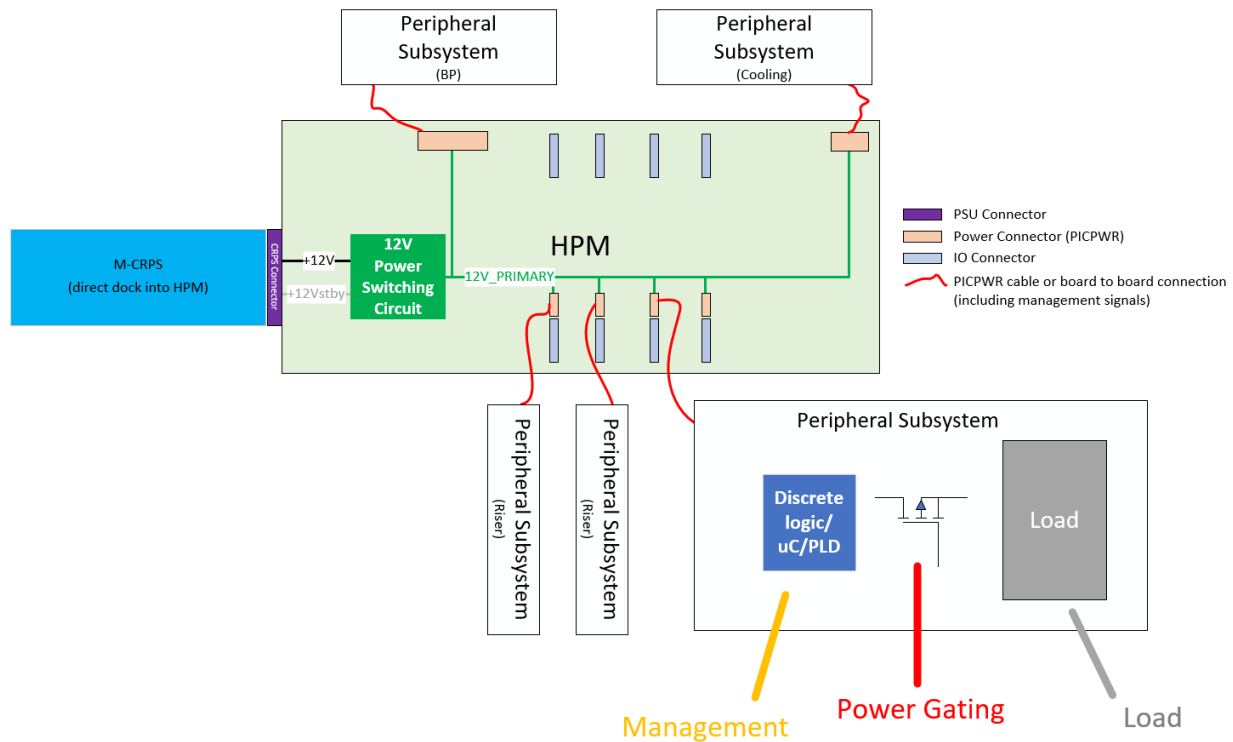 Peripheral
Subsystem
(BP)
Peripheral
Subsystem
(Cooling)
M-CRPS
(direct dock into HPM)
CRPS Connector
+12V
+12Vstby
12V
Power
Switching
Circuit
12V_PRIMARY
HPM
PSU Connector
Power Connector (PICPWR)
IO Connector
PICPWR cable or board to board connection
(including management signals)
Peripheral Subsystem
(Riser)
Peripheral Subsystem
(Riser)
Peripheral Subsystem
Discrete
logic/
uC/PLD
Load
Management
Power Gating
Load